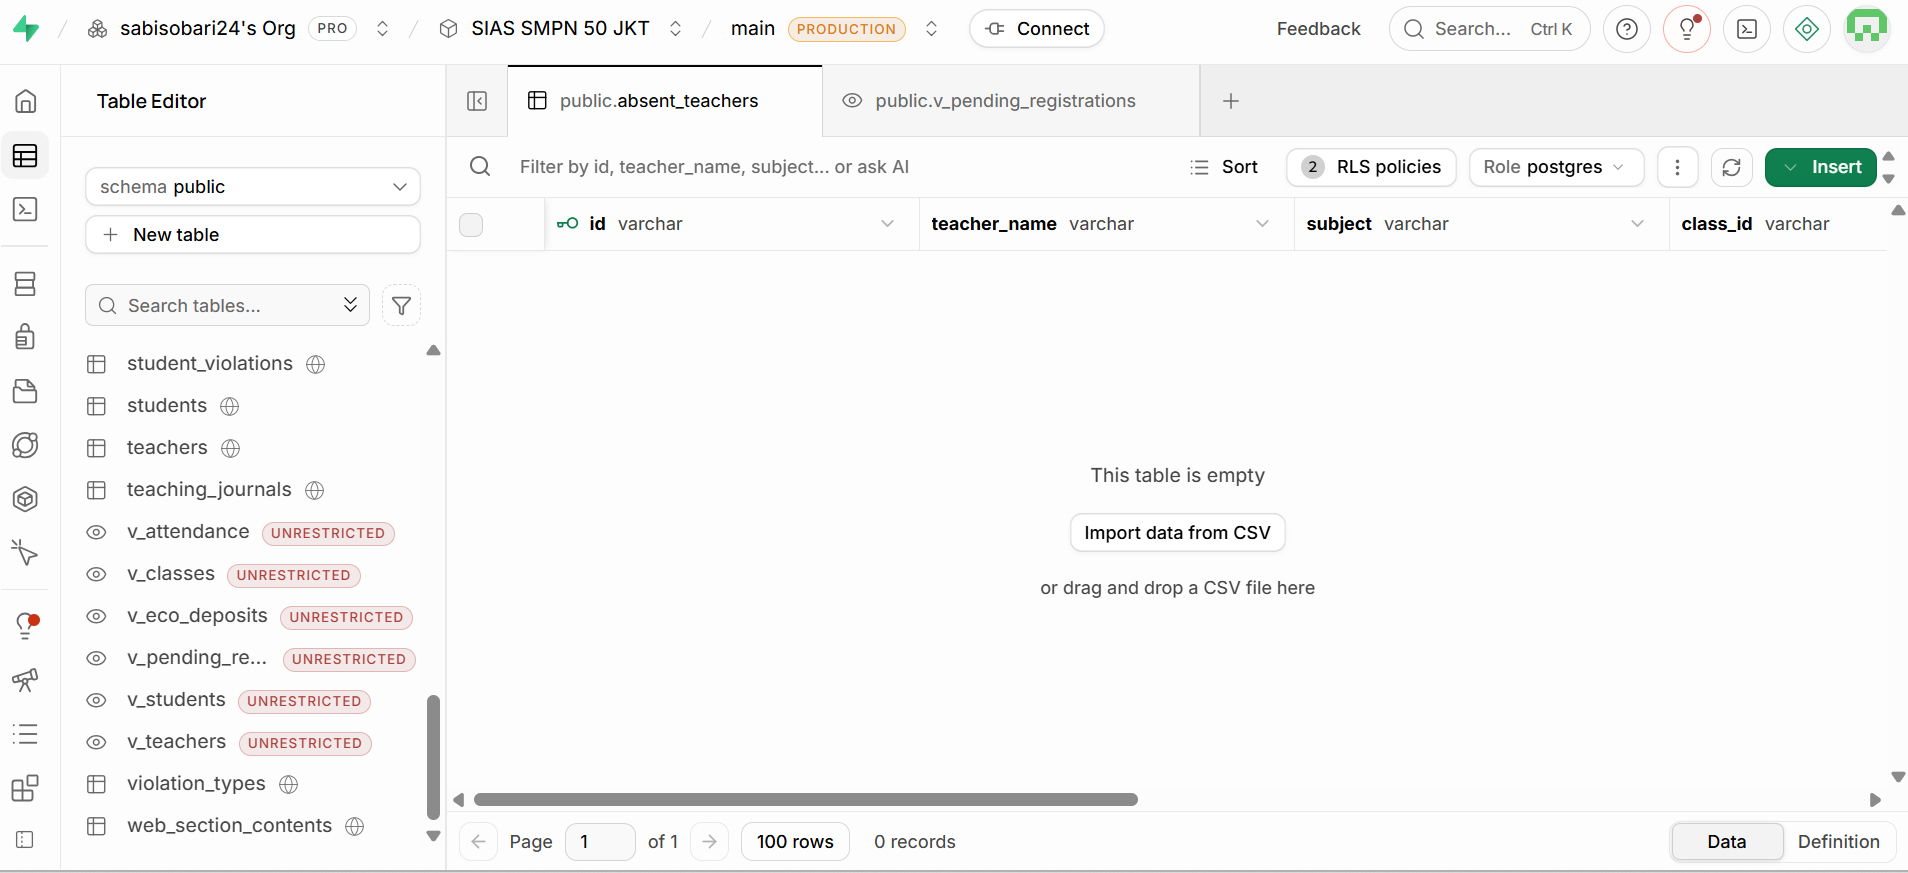 sabisobari24's Org PRO SIAS SMPN 50 JKT main PRODUCTION Connect Feedback Search... Ctrl K
Table Editor
public.absent_teachers public.v_pending_registrations
schema public
New table
Search tables...
student_violations
students
teachers
teaching_journals
v_attendance UNRESTRICTED
v_classes UNRESTRICTED
v_eco_deposits UNRESTRICTED
v_pending_re... UNRESTRICTED
v_students UNRESTRICTED
v_teachers UNRESTRICTED
violation_types
web_section_contents
Filter by id, teacher_name, subject... or ask AI Sort 2 RLS policies Role postgres Insert
id varchar teacher_name varchar subject varchar class_id varchar
This table is empty
Import data from CSV
or drag and drop a CSV file here
Page 1 of 1 100 rows 0 records Data Definition